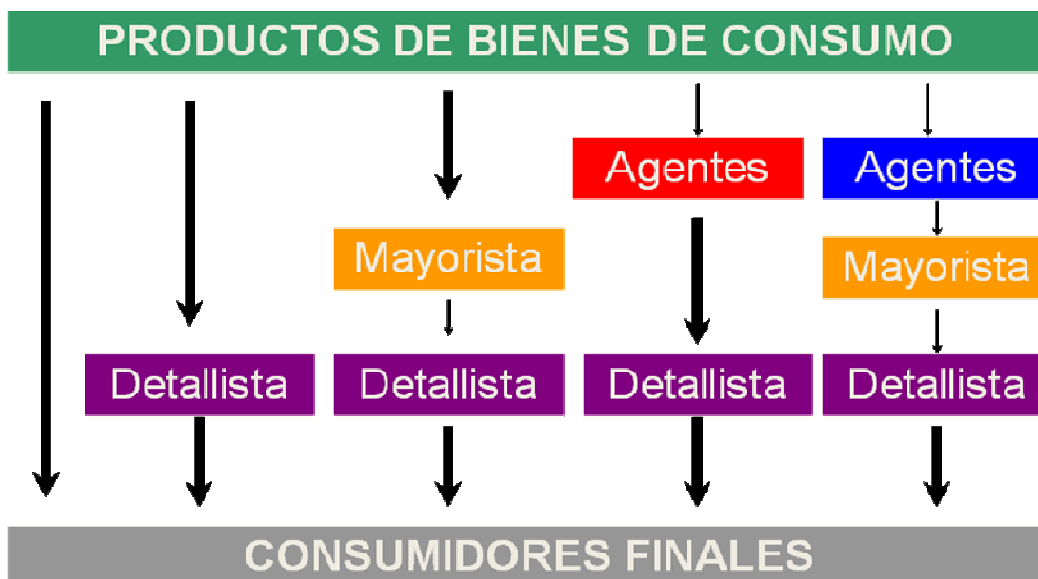 PRODUCTOS DE BIENES DE CONSUMO
Agentes
Agentes
Mayorista
Mayorista
Detallista
Detallista
Detallista
Detallista
CONSUMIDORES FINALES